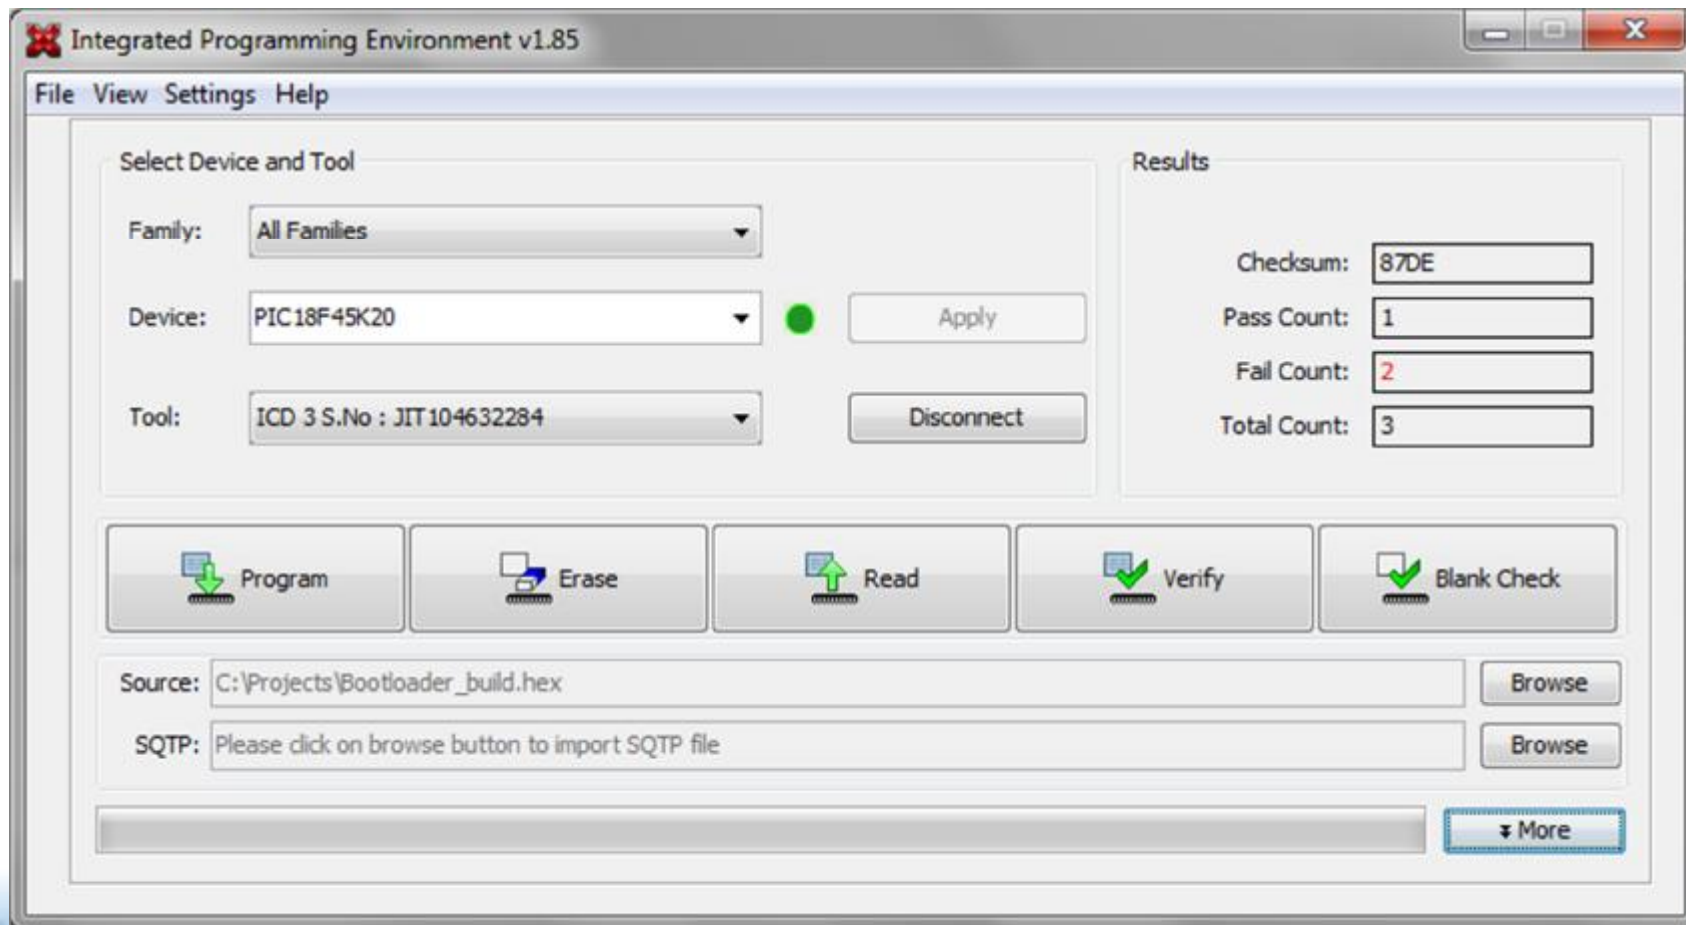 Integrated Programming Environment v1.85
File View Settings Help
Select Device and Tool
Family: All Families
Device: PIC18F45K20 Apply
Tool: ICD 3 S.No : JIT104632284 Disconnect
Results
Checksum: 87DE
Pass Count: 1
Fail Count: 2
Total Count: 3
Program Erase Read Verify Blank Check
Source: C:\Projects\Bootloader_build.hex Browse
SQTP: Please click on browse button to import SQTP file Browse
More